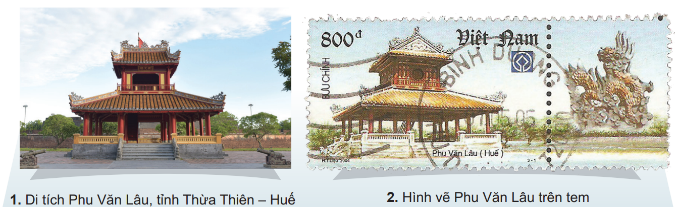 800đ
Việt Nam
BƯU CHÍNH
BÌNH D
Phu Văn Lâu ( Huế )
1. Di tích Phu Văn Lâu, tỉnh Thừa Thiên – Huế
2. Hình vẽ Phu Văn Lâu trên tem